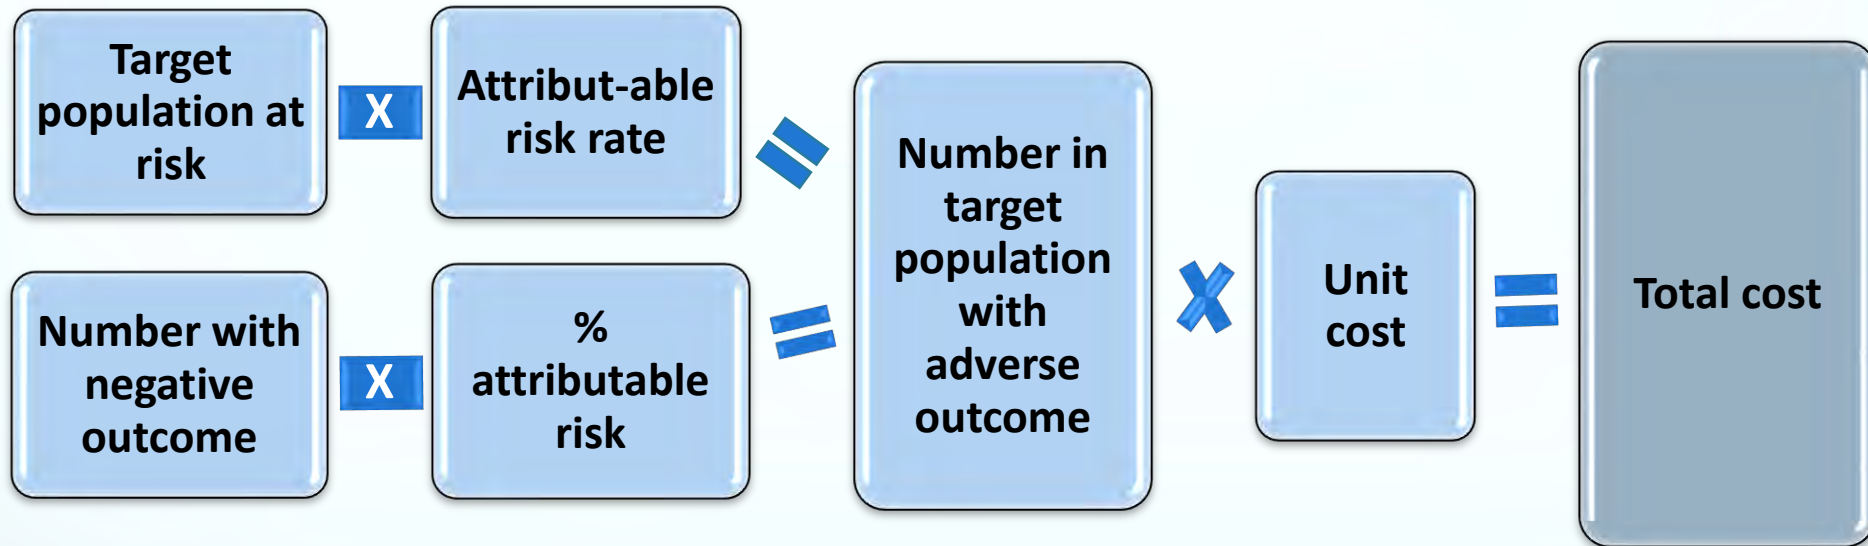 Target
population at
risk
X
Attribut-able
risk rate
Number with
negative
outcome
X
%
attributable
risk
Number in
target
population
with
adverse
outcome
Unit
cost
Total cost